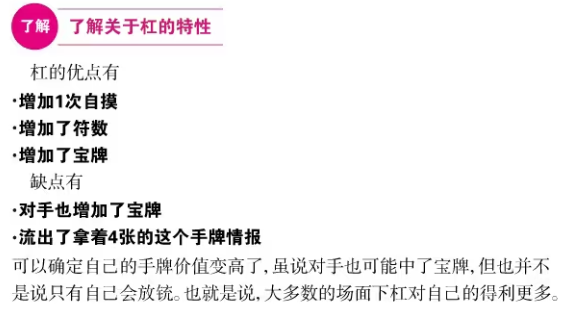 了解 了解关于杠的特性
杠的优点有
·增加1次自摸
·增加了符数
·增加了宝牌
缺点有
·对手也增加了宝牌
·流出了拿着4张的这个手牌情报
可以确定自己的手牌价值变高了,虽说对手也可能中了宝牌,但也并不
是说只有自己会放铳。也就是说,大多数的场面下杠对自己的得利更多。